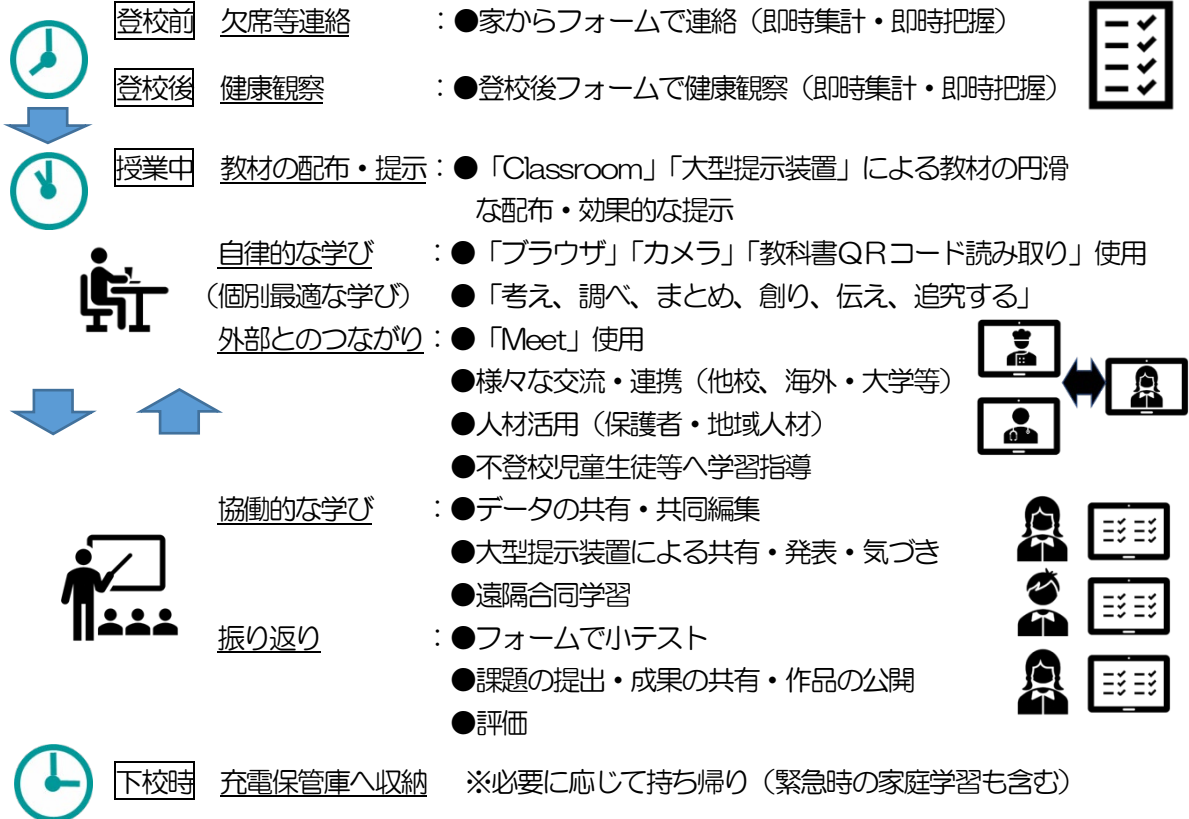 登校前 欠席等連絡 :●家からフォームで連絡(即時集計・即時把握)
登校後 健康観察 :●登校後フォームで健康観察(即時集計・即時把握)
授業中 教材の配布・提示:●「Classroom」「大型提示装置」による教材の円滑
な配布・効果的な提示
自律的な学び :●「ブラウザ」「カメラ」「教科書QRコード読み取り」使用
(個別最適な学び) ●「考え、調べ、まとめ、創り、伝え、追究する」
外部とのつながり:●「Meet」使用
●様々な交流・連携(他校、海外・大学等)
●人材活用(保護者・地域人材)
●不登校児童生徒等へ学習指導
協働的な学び :●データの共有・共同編集
●大型提示装置による共有・発表・気づき
●遠隔合同学習
振り返り :●フォームで小テスト
●課題の提出・成果の共有・作品の公開
●評価
下校時 充電保管庫へ収納 ※必要に応じて持ち帰り(緊急時の家庭学習も含む)